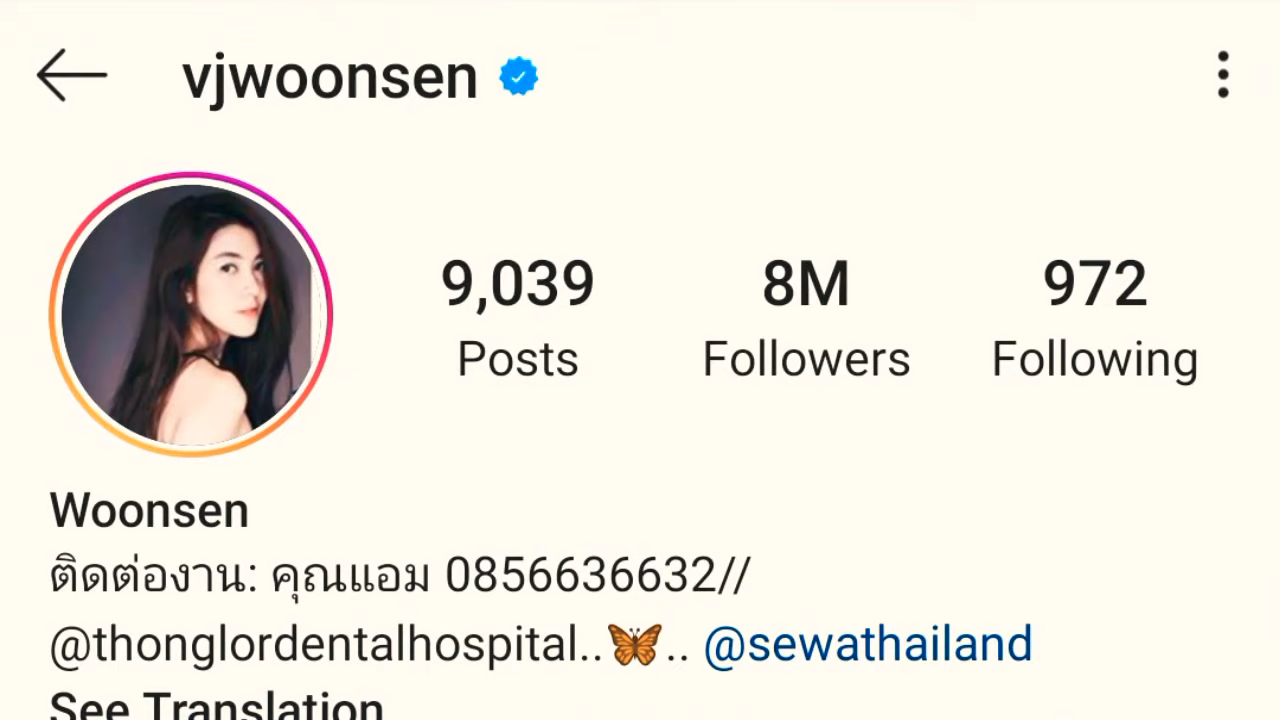 vjwoonsen
9,039 8M 972
Posts Followers Following
Woonsen
ติดต่องาน: คุณแอม 0856636632//
@thonglordentalhospital..🦋.. @sewathailand
See Translation